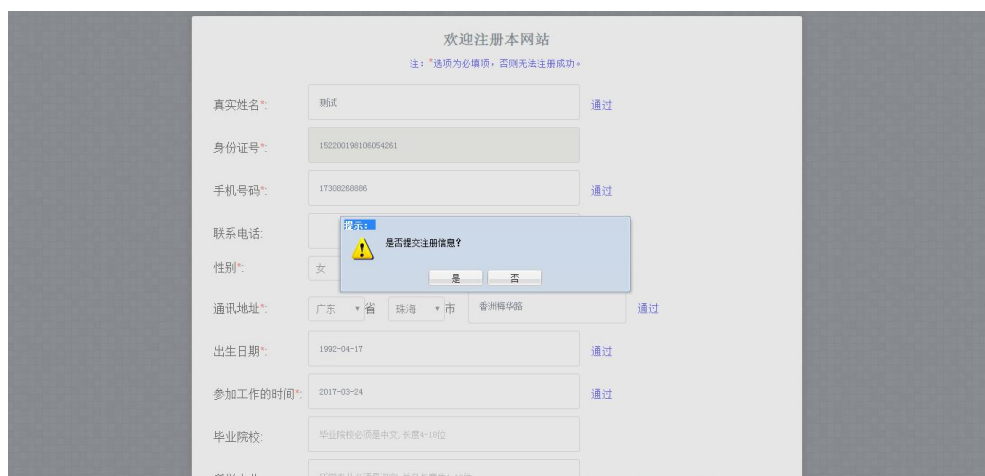 欢迎注册本网站
注：*选项为必填项，否则无法注册成功。
真实姓名*: 测试 通过
身份证号*: 152200198106054261
手机号码*: 17308268886 通过
联系电话:
提示:
是否提交注册信息?
性别*: 女
是 否
通讯地址*: 广东 省 珠海 市 香洲梅华路 通过
出生日期*: 1992-04-17 通过
参加工作的时间*: 2017-03-24 通过
毕业院校: 毕业院校必须是中文,长度4-18位